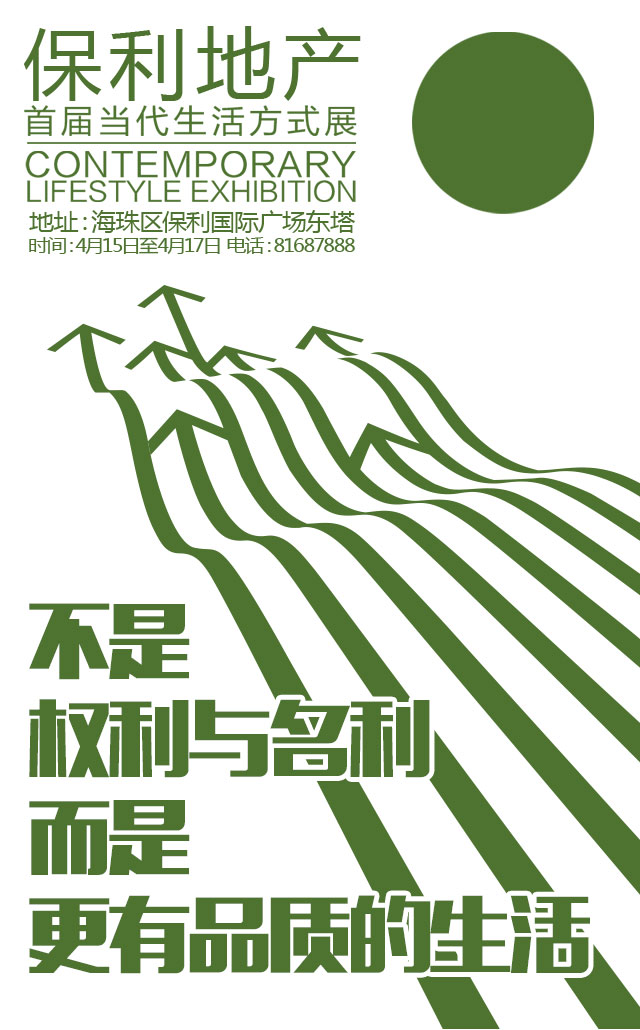 保利地产
首届当代生活方式展
CONTEMPORARY
LIFESTYLE EXHIBITION
地址:海珠区保利国际广场东塔
时间:4月15日至4月17日 电话:81687888
不是
权利与名利
而是
更有品质的生活